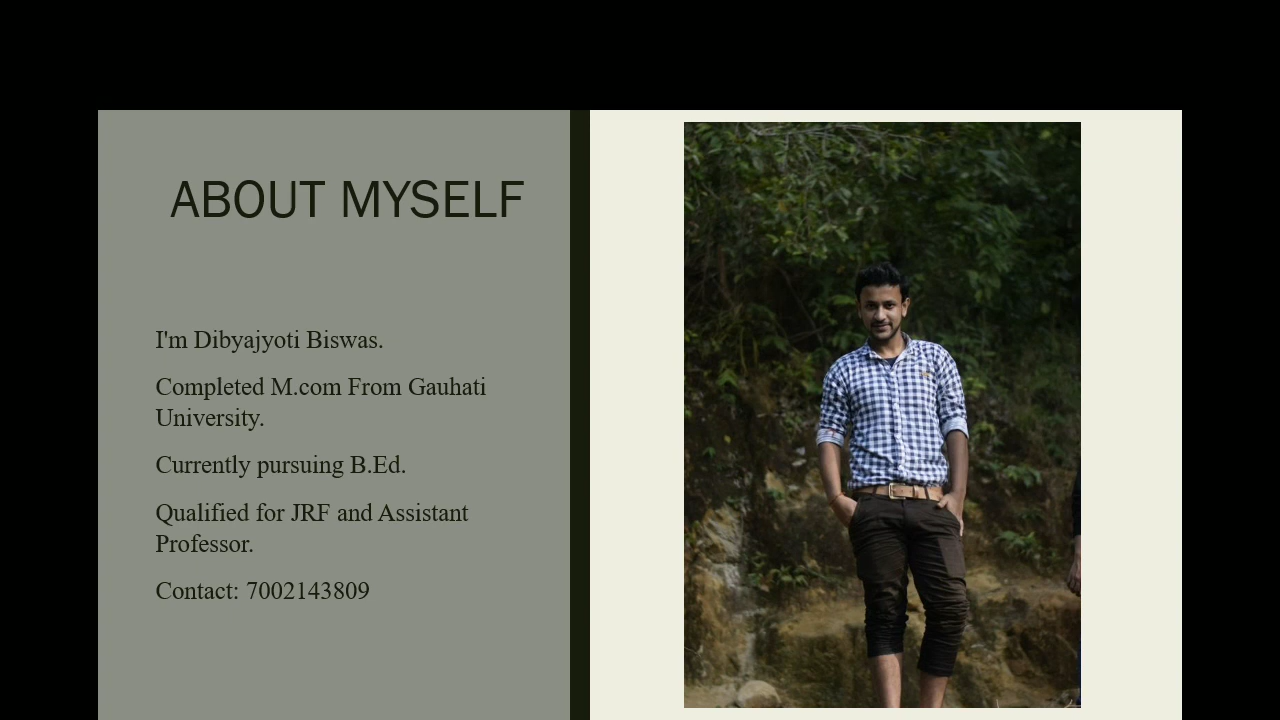 ABOUT MYSELF
I'm Dibyajyoti Biswas.
Completed M.com From Gauhati
University.
Currently pursuing B.Ed.
Qualified for JRF and Assistant
Professor.
Contact: 7002143809